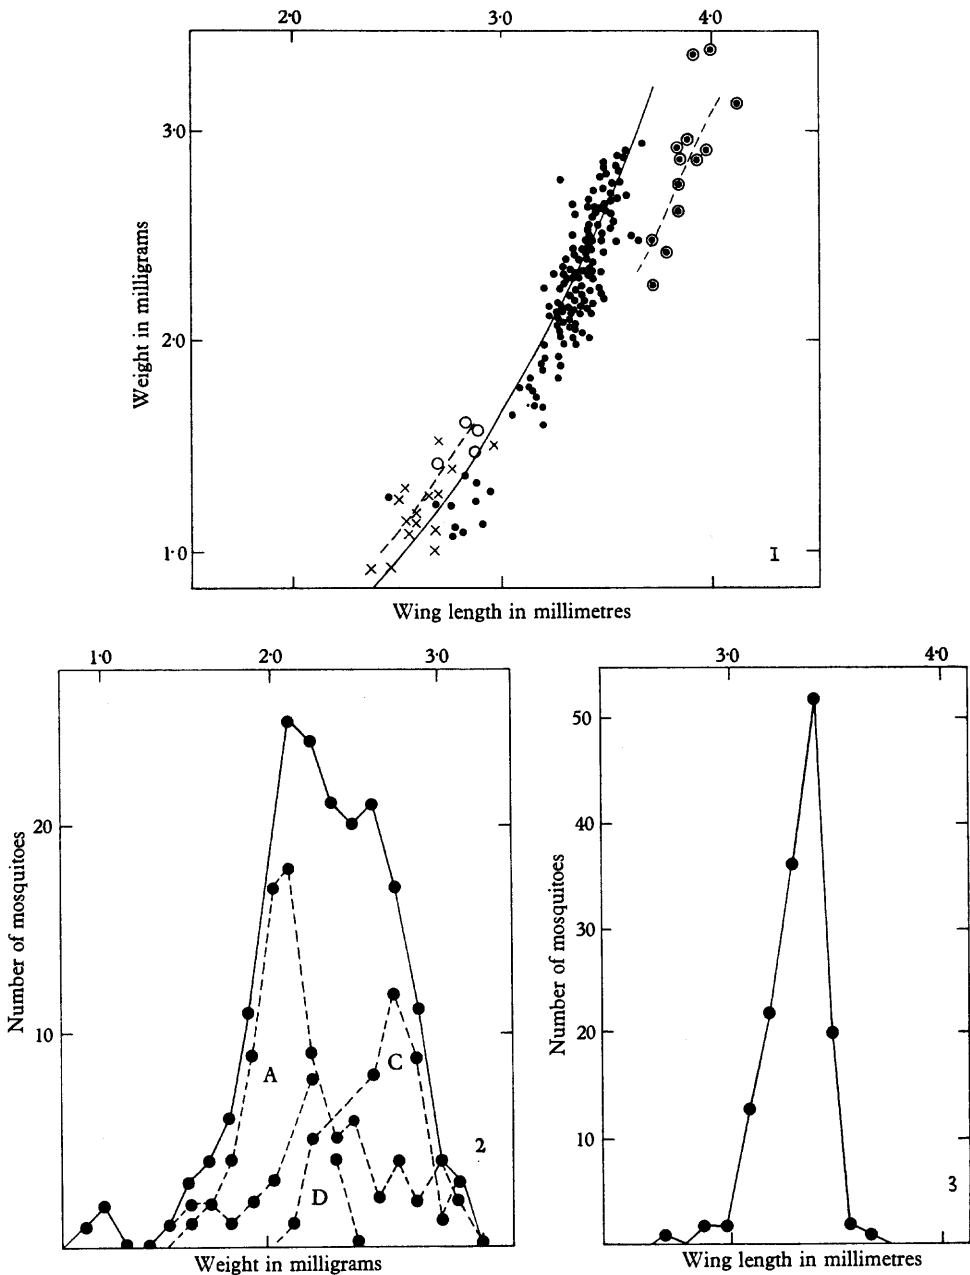 2·0 3·0 4·0
3·0
Weight in milligrams
2·0
1·0
I
Wing length in millimetres
1·0 2·0 3·0
3·0 4·0
50
20
40
Number of mosquitoes
Number of mosquitoes
30
10
20
A
C
10
2
D
3
Weight in milligrams
Wing length in millimetres